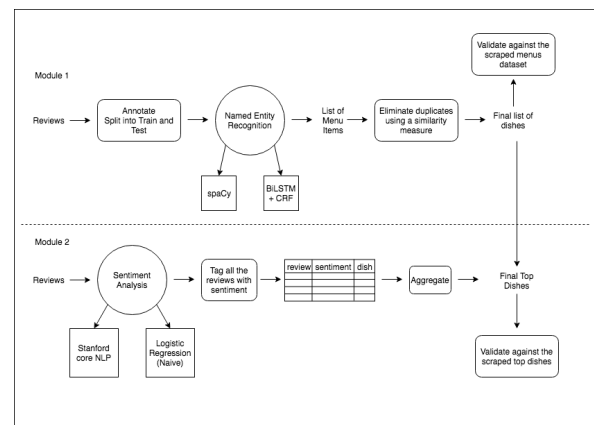 Module 1
Reviews
Annotate
Split into Train and
Test
Named Entity
Recognition
spaCy
BiLSTM
+ CRF
List of
Menu
Items
Eliminate duplicates
using a similarity
measure
Final list of
dishes
Validate against the
scraped menus
dataset
Module 2
Reviews
Sentiment
Analysis
Stanford
core NLP
Logistic
Regression
(Naive)
Tag all the
reviews with
sentiment
review sentiment dish
Aggregate
Final Top
Dishes
Validate against the
scraped top dishes